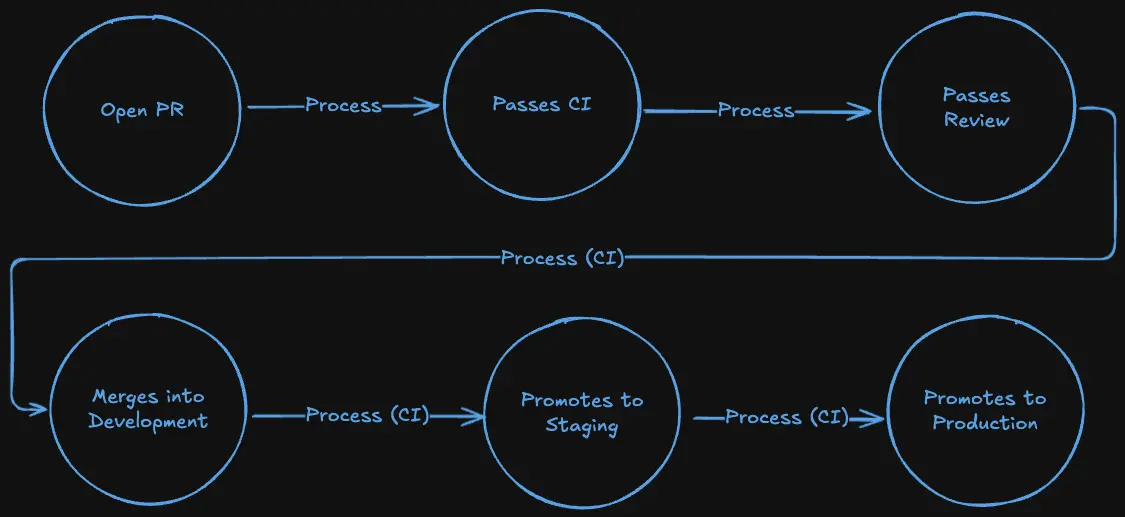 Open PR
Process
Passes CI
Process
Passes
Review
Process (CI)
Merges into
Development
Process (CI)
Promotes to
Staging
Process (CI)
Promotes to
Production